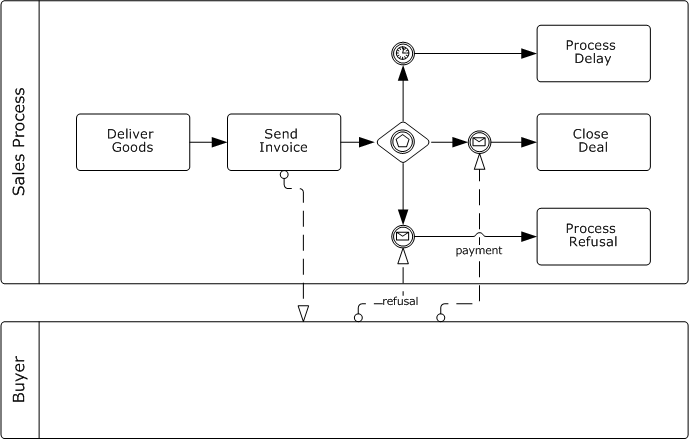 Sales Process
Process
Delay
Deliver
Goods
Send
Invoice
Close
Deal
Process
Refusal
payment
refusal
Buyer